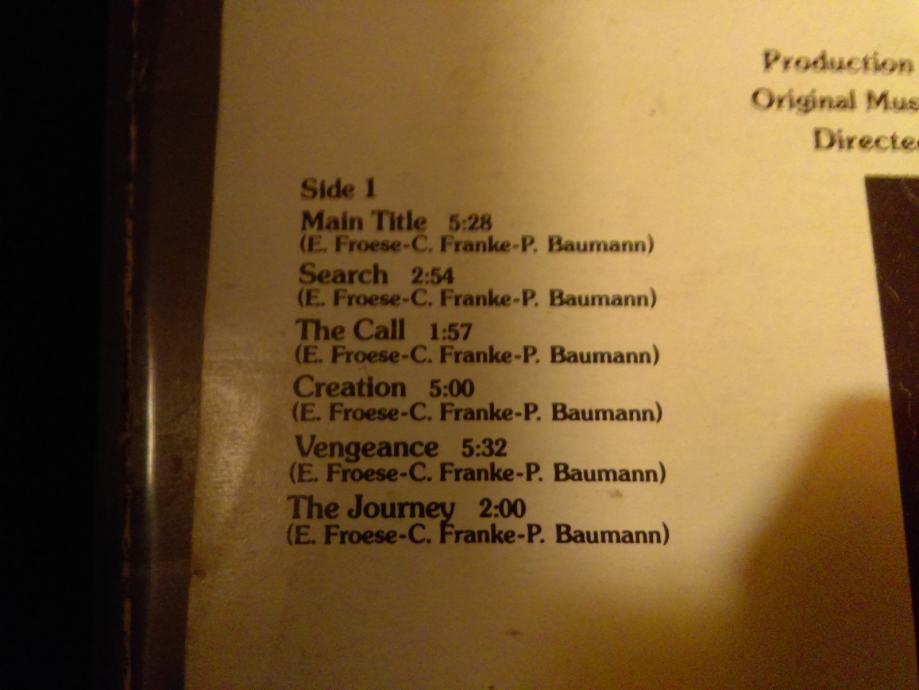 Production
Original Mus
Directe
Side 1
Main Title 5:28
(E. Froese-C. Franke-P. Baumann)
Search 2:54
(E. Froese-C. Franke-P. Baumann)
The Call 1:57
(E. Froese-C. Franke-P. Baumann)
Creation 5:00
(E. Froese-C. Franke-P. Baumann)
Vengeance 5:32
(E. Froese-C. Franke-P. Baumann)
The Journey 2:00
(E. Froese-C. Franke-P. Baumann)